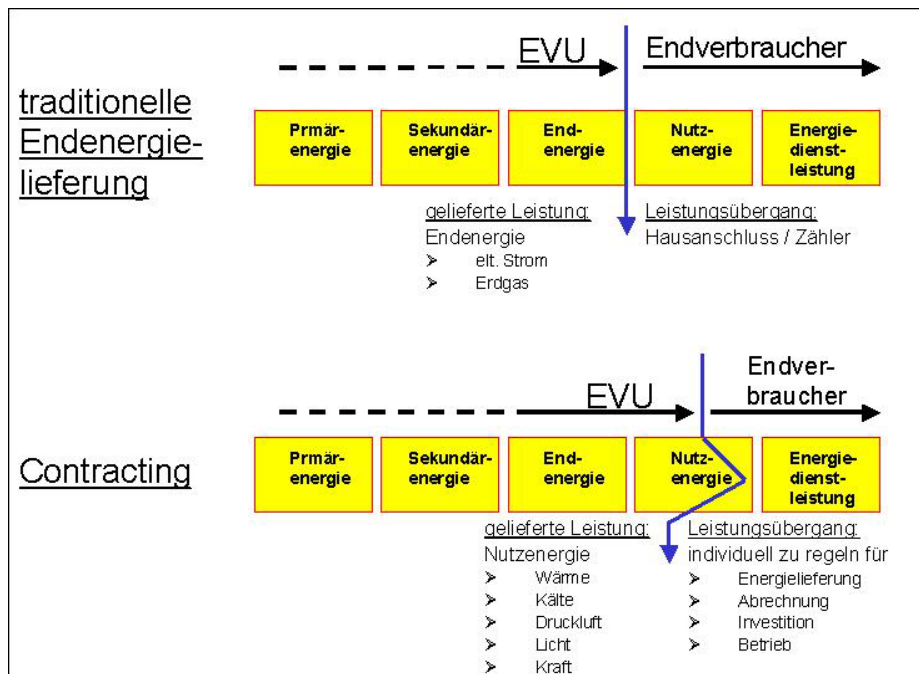 EVU
Endverbraucher
traditionelle
Endenergie-
lieferung
Prmär-
energie
Sekundär-
energie
End-
energie
Nutz-
energie
Energie-
dienst-
leistung
gelieferte Leistung:
Endenergie
➢ elt. Strom
➢ Erdgas
Leistungsübergang:
Hausanschluss / Zähler
EVU
Endver-
braucher
Contracting
Prmär-
energie
Sekundär-
energie
End-
energie
Nutz-
energie
Energie-
dienst-
leistung
gelieferte Leistung:
Nutzenergie
➢ Wärme
➢ Kälte
➢ Druckluft
➢ Licht
➢ Kraft
Leistungsübergang:
individuell zu regeln für
➢ Energielieferung
➢ Abrechnung
➢ Investition
➢ Betrieb